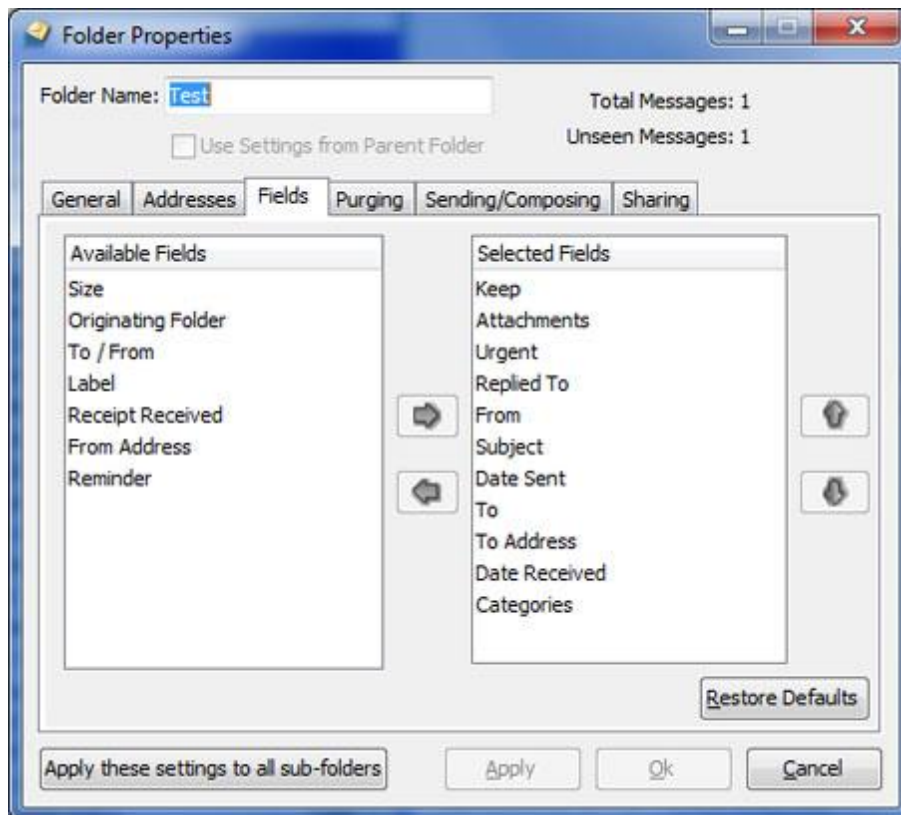 Folder Properties
Folder Name: Test
Total Messages: 1
Use Settings from Parent Folder
Unseen Messages: 1
General Addresses Fields Purging Sending/Composing Sharing
Available Fields
Size
Originating Folder
To / From
Label
Receipt Received
From Address
Reminder
Selected Fields
Keep
Attachments
Urgent
Replied To
From
Subject
Date Sent
To
To Address
Date Received
Categories
Restore Defaults
Apply these settings to all sub-folders Apply Ok Cancel